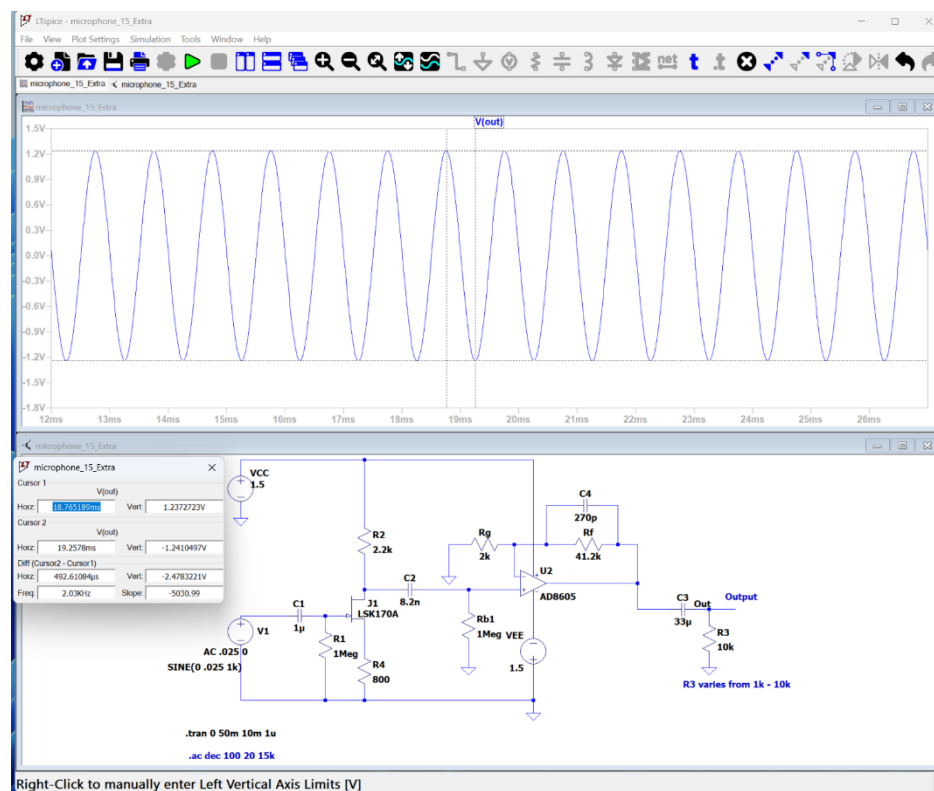 LTspice - microphone_15_Extra
File View Plot Settings Simulation Tools Window Help
net t t
microphone_15_Extra microphone_15_Extra
microphone_15_Extra
V(out)
1.5V
1.2V
0.9V
0.6V
0.3V
0.0V
-0.3V
-0.6V
-0.9V
-1.2V
-1.5V
-1.8V
12ms 13ms 14ms 15ms 16ms 17ms 18ms 19ms 20ms 21ms 22ms 23ms 24ms 25ms 26ms
microphone_15_Extra
microphone_15_Extra
Cursor 1
V(out)
Horz: 18.765189ms Vert: 1.2372723V
Cursor 2
V(out)
Horz: 19.2578ms Vert: -1.2410497V
Diff (Cursor2 - Cursor1)
Horz: 492.61084µs Vert: -2.4783221V
Freq: 2.03KHz Slope: -5030.99
VCC
1.5
R2
2.2k
C4
270p
Rg
2k
Rf
41.2k
U2
AD8605
C2
8.2n
J1
LSK170A
C1
1µ
V1
R1
1Meg
Rb1
1Meg
VEE
1.5
R4
800
AC .025 0
SINE(0 .025 1k)
C3
33µ
Out
Output
R3
10k
R3 varies from 1k - 10k
.tran 0 50m 10m 1u
.ac dec 100 20 15k
Right-Click to manually enter Left Vertical Axis Limits [V]